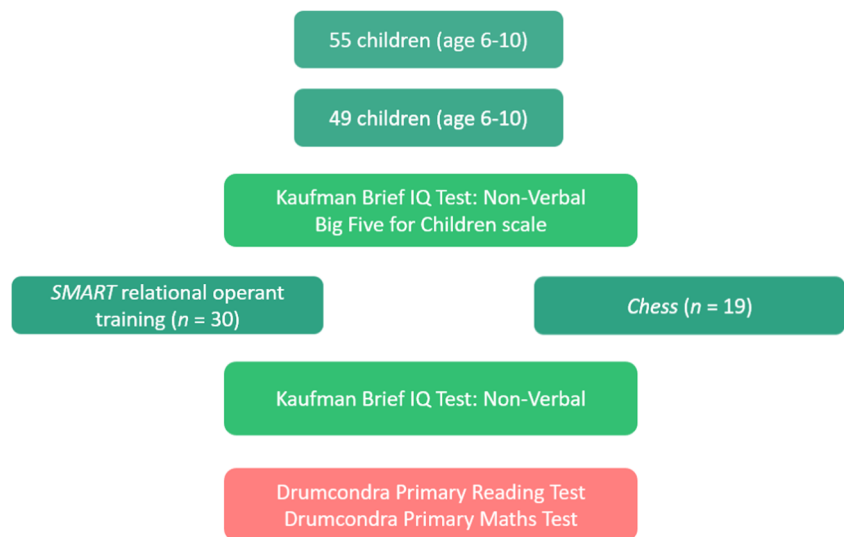 55 children (age 6-10)
49 children (age 6-10)
Kaufman Brief IQ Test: Non-Verbal
Big Five for Children scale
SMART relational operant
training (n = 30)
Chess (n = 19)
Kaufman Brief IQ Test: Non-Verbal
Drumcondra Primary Reading Test
Drumcondra Primary Maths Test